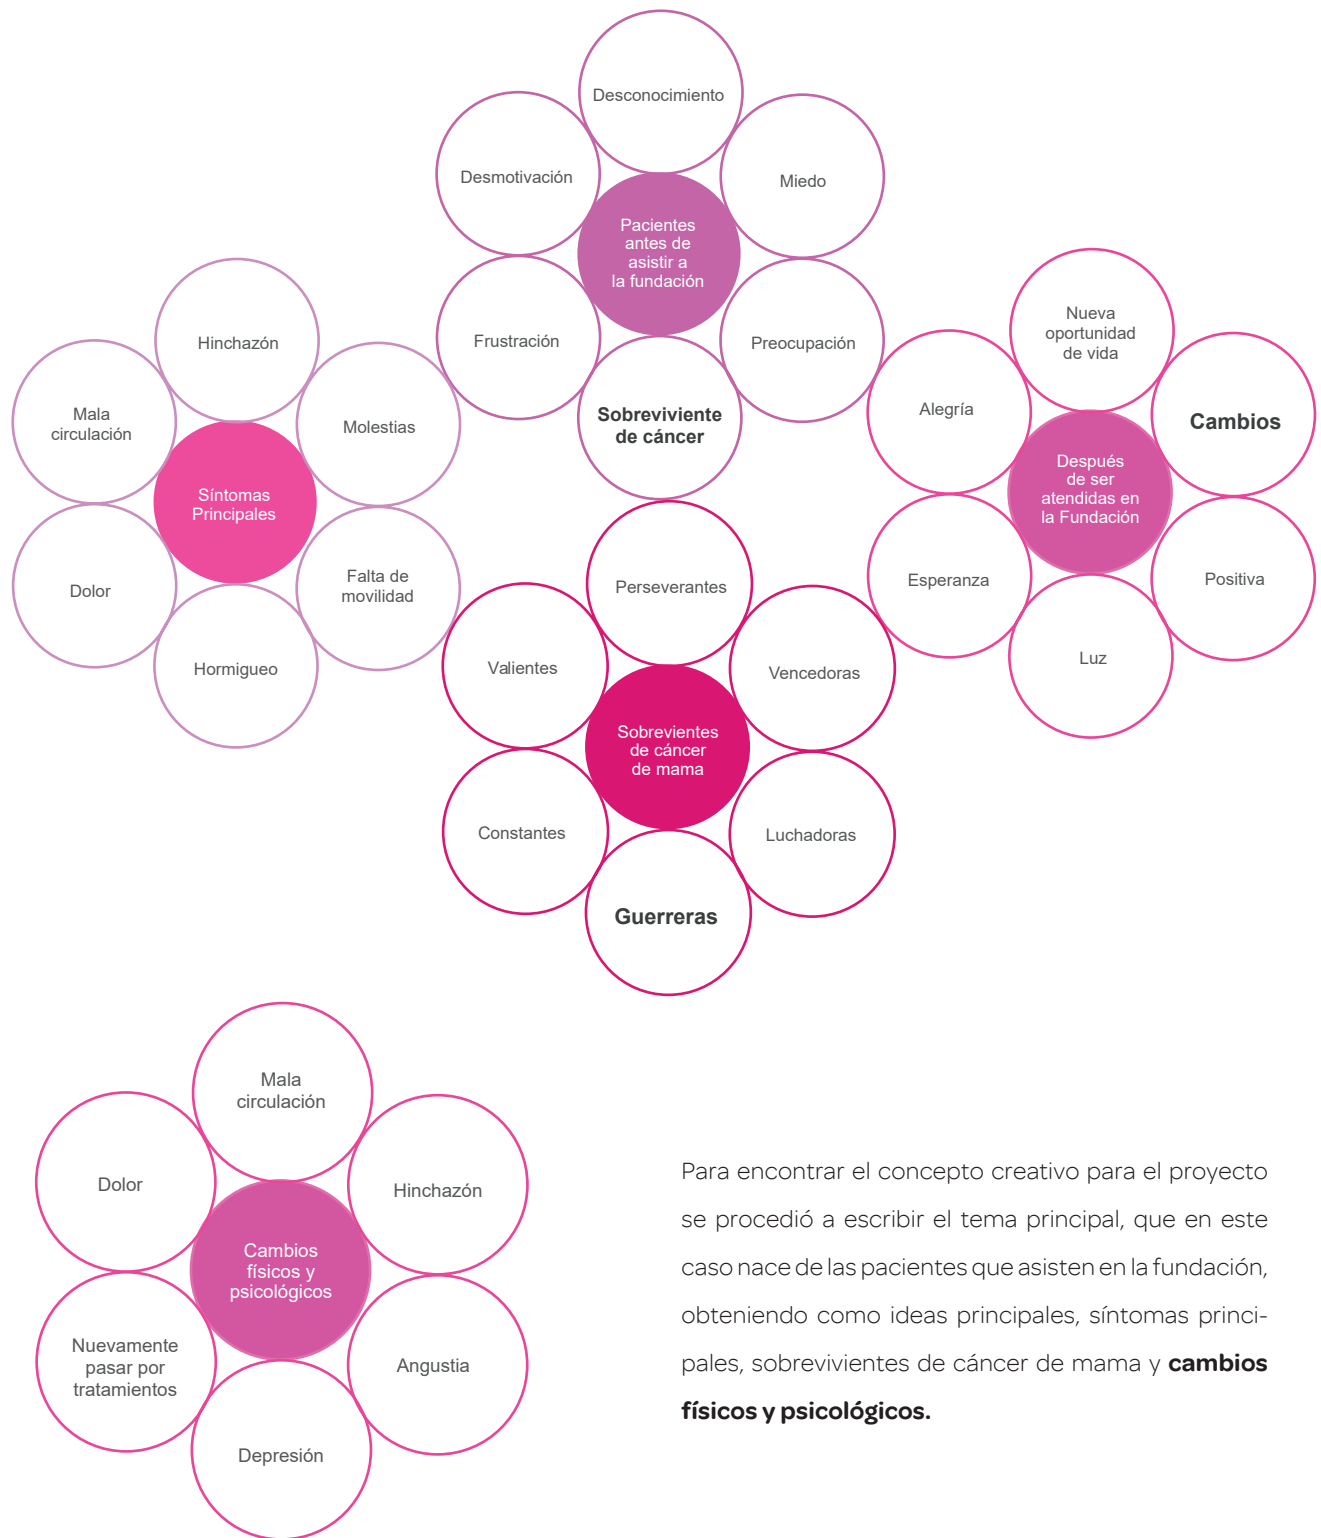 Desconocimiento
Desmotivación
Miedo
Pacientes
antes de
asistir a
la fundación
Frustración
Preocupación
Sobreviviente
de cáncer
Hinchazón
Mala
circulación
Molestias
Síntomas
Principales
Dolor
Falta de
movilidad
Hormigueo
Nueva
oportunidad
de vida
Alegría
Cambios
Después
de ser
atendidas en
la Fundación
Esperanza
Positiva
Luz
Perseverantes
Valientes
Vencedoras
Sobrevientes
de cáncer
de mama
Constantes
Luchadoras
Guerreras
Mala
circulación
Dolor
Hinchazón
Cambios
físicos y
psicológicos
Nuevamente
pasar por
tratamientos
Angustia
Depresión
Para encontrar el concepto creativo para el proyecto
se procedió a escribir el tema principal, que en este
caso nace de las pacientes que asisten en la fundación,
obteniendo como ideas principales, síntomas princi-
pales, sobrevivientes de cáncer de mama y cambios
físicos y psicológicos.